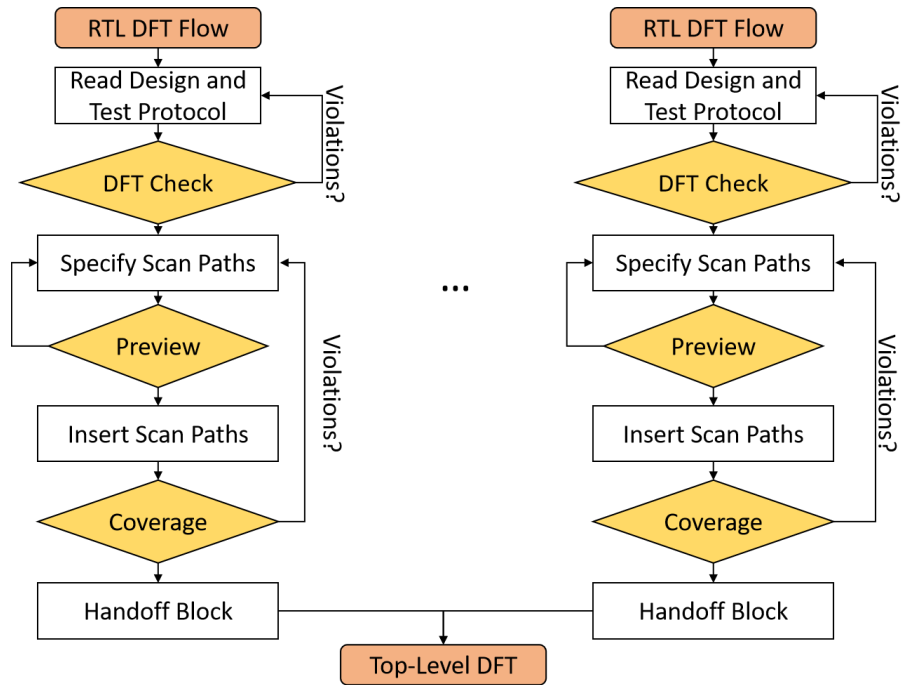 RTL DFT Flow
Read Design and
Test Protocol
Violations?
DFT Check
Specify Scan Paths
Preview
Violations?
Insert Scan Paths
Coverage
Handoff Block
...
RTL DFT Flow
Read Design and
Test Protocol
Violations?
DFT Check
Specify Scan Paths
Preview
Violations?
Insert Scan Paths
Coverage
Handoff Block
Top-Level DFT